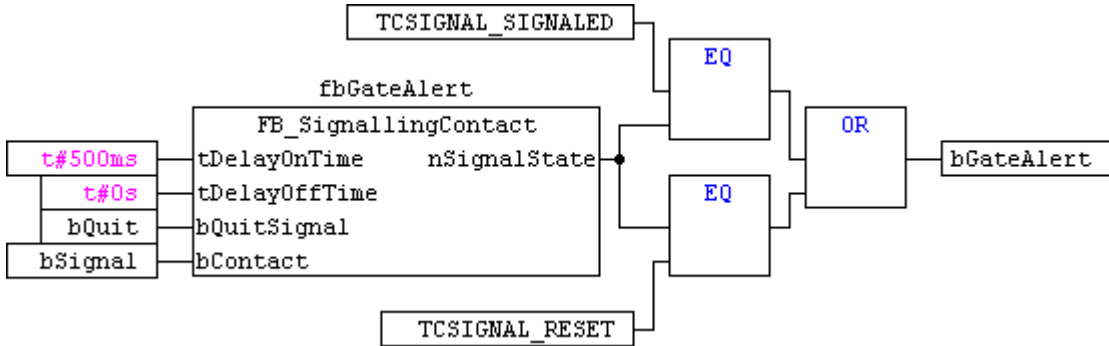 TCSIGNAL_SIGNALED
EQ
fbGateAlert
FB_SignallingContact
OR
t#500ms
tDelayOnTime
nSignalState
bGateAlert
t#0s
tDelayOffTime
EQ
bQuit
bQuitSignal
bSignal
bContact
TCSIGNAL_RESET